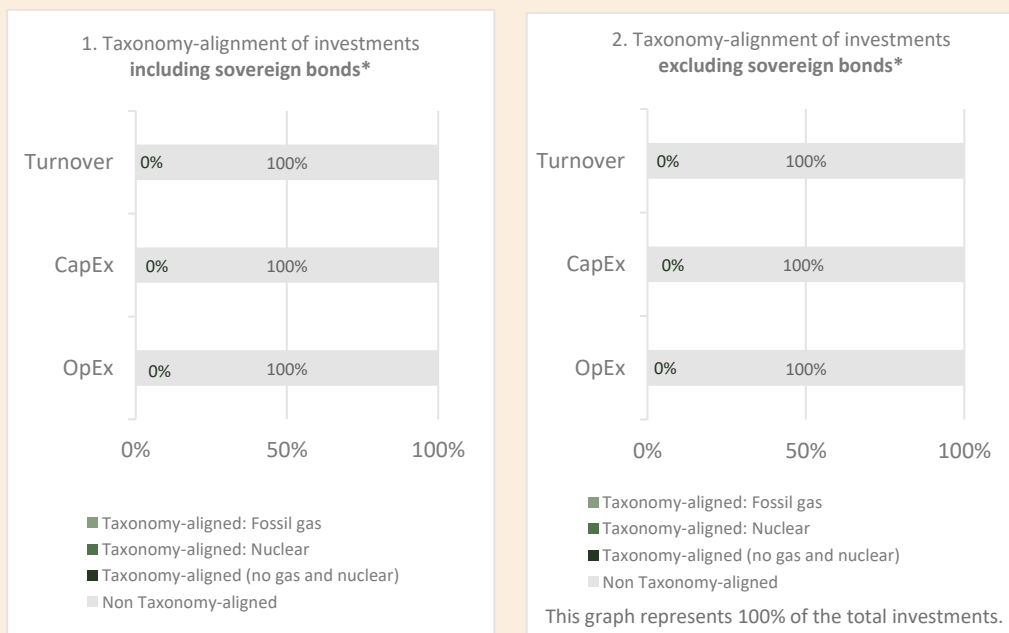 1. Taxonomy-alignment of investments
including sovereign bonds*
Turnover 0% 100%
CapEx 0% 100%
OpEx 0% 100%
0% 50% 100%
Taxonomy-aligned: Fossil gas
Taxonomy-aligned: Nuclear
Taxonomy-aligned (no gas and nuclear)
Non Taxonomy-aligned
2. Taxonomy-alignment of investments
excluding sovereign bonds*
Turnover 0% 100%
CapEx 0% 100%
OpEx 0% 100%
0% 50% 100%
Taxonomy-aligned: Fossil gas
Taxonomy-aligned: Nuclear
Taxonomy-aligned (no gas and nuclear)
Non Taxonomy-aligned
This graph represents 100% of the total investments.